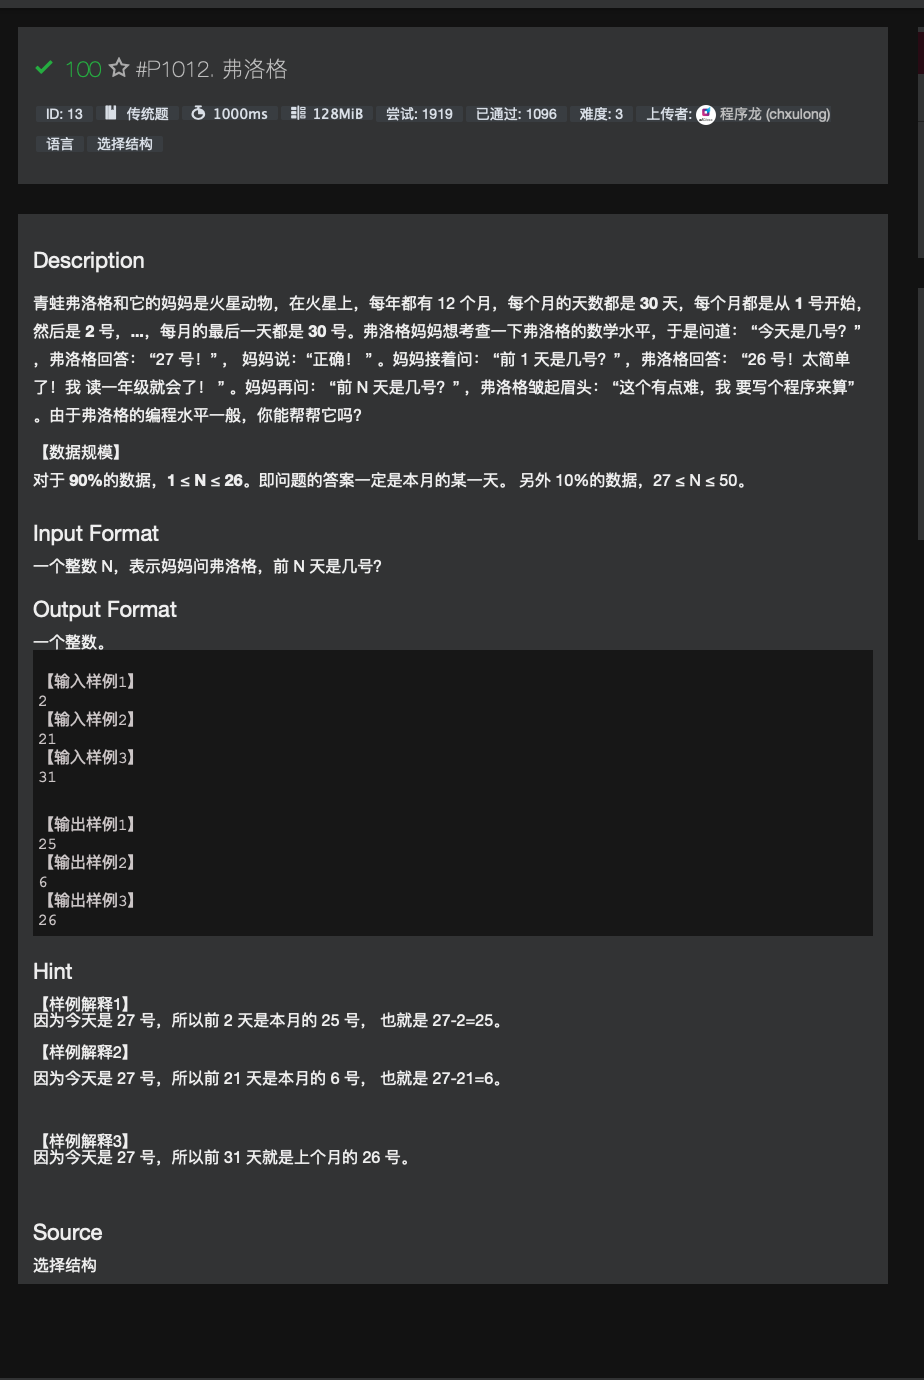 100 #P1012. 弗洛格
ID: 13 传统题 1000ms 128MiB 尝试: 1919 已通过: 1096 难度: 3 上传者: 程序龙 (chxulong)
语言 选择结构
Description
青蛙弗洛格和它的妈妈是火星动物，在火星上，每年都有 12 个月，每个月的天数都是 30 天，每个月都是从 1 号开始，
然后是 2 号，...，每月的最后一天都是 30 号。弗洛格妈妈想考查一下弗洛格的数学水平，于是问道：“今天是几号？”
，弗洛格回答：“27 号！”， 妈妈说：“正确！ ” 。妈妈接着问：“前 1 天是几号？” ，弗洛格回答： “26 号！太简单
了！我 读一年级就会了！ ” 。妈妈再问：“前 N 天是几号？” ，弗洛格皱起眉头：“这个有点难，我 要写个程序来算”
。由于弗洛格的编程水平一般，你能帮帮它吗？
【数据规模】
对于 90%的数据，1 ≤ N ≤ 26。即问题的答案一定是本月的某一天。 另外 10%的数据，27 ≤ N ≤ 50。
Input Format
一个整数 N，表示妈妈问弗洛格，前 N 天是几号？
Output Format
一个整数。
【输入样例1】
2
【输入样例2】
21
【输入样例3】
31
【输出样例1】
25
【输出样例2】
6
【输出样例3】
26
Hint
【样例解释1】
因为今天是 27 号，所以前 2 天是本月的 25 号， 也就是 27-2=25。
【样例解释2】
因为今天是 27 号，所以前 21 天是本月的 6 号， 也就是 27-21=6。
【样例解释3】
因为今天是 27 号，所以前 31 天就是上个月的 26 号。
Source
选择结构